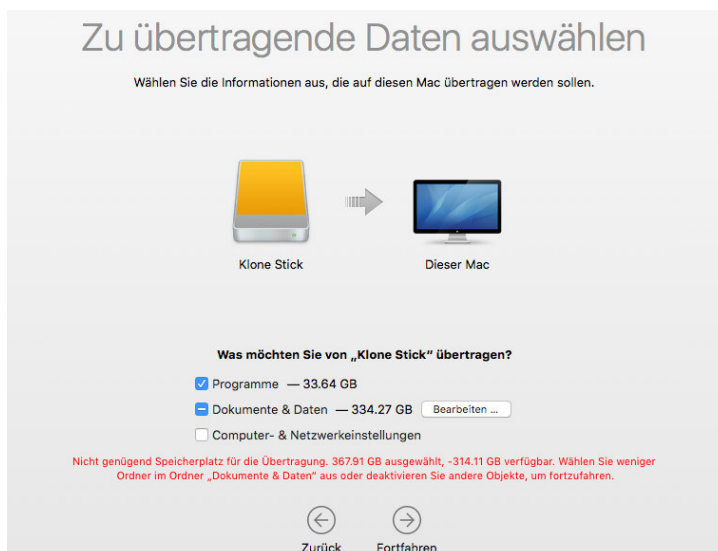 Zu übertragende Daten auswählen
Wählen Sie die Informationen aus, die auf diesen Mac übertragen werden sollen.
Klone Stick
Dieser Mac
Was möchten Sie von „Klone Stick“ übertragen?
Programme — 33.64 GB
Dokumente & Daten — 334.27 GB Bearbeiten ...
Computer- & Netzwerkeinstellungen
Nicht genügend Speicherplatz für die Übertragung. 367.91 GB ausgewählt, -314.11 GB verfügbar. Wählen Sie weniger
Ordner im Ordner „Dokumente & Daten“ aus oder deaktivieren Sie andere Objekte, um fortzufahren.
Zurück
Fortfahren